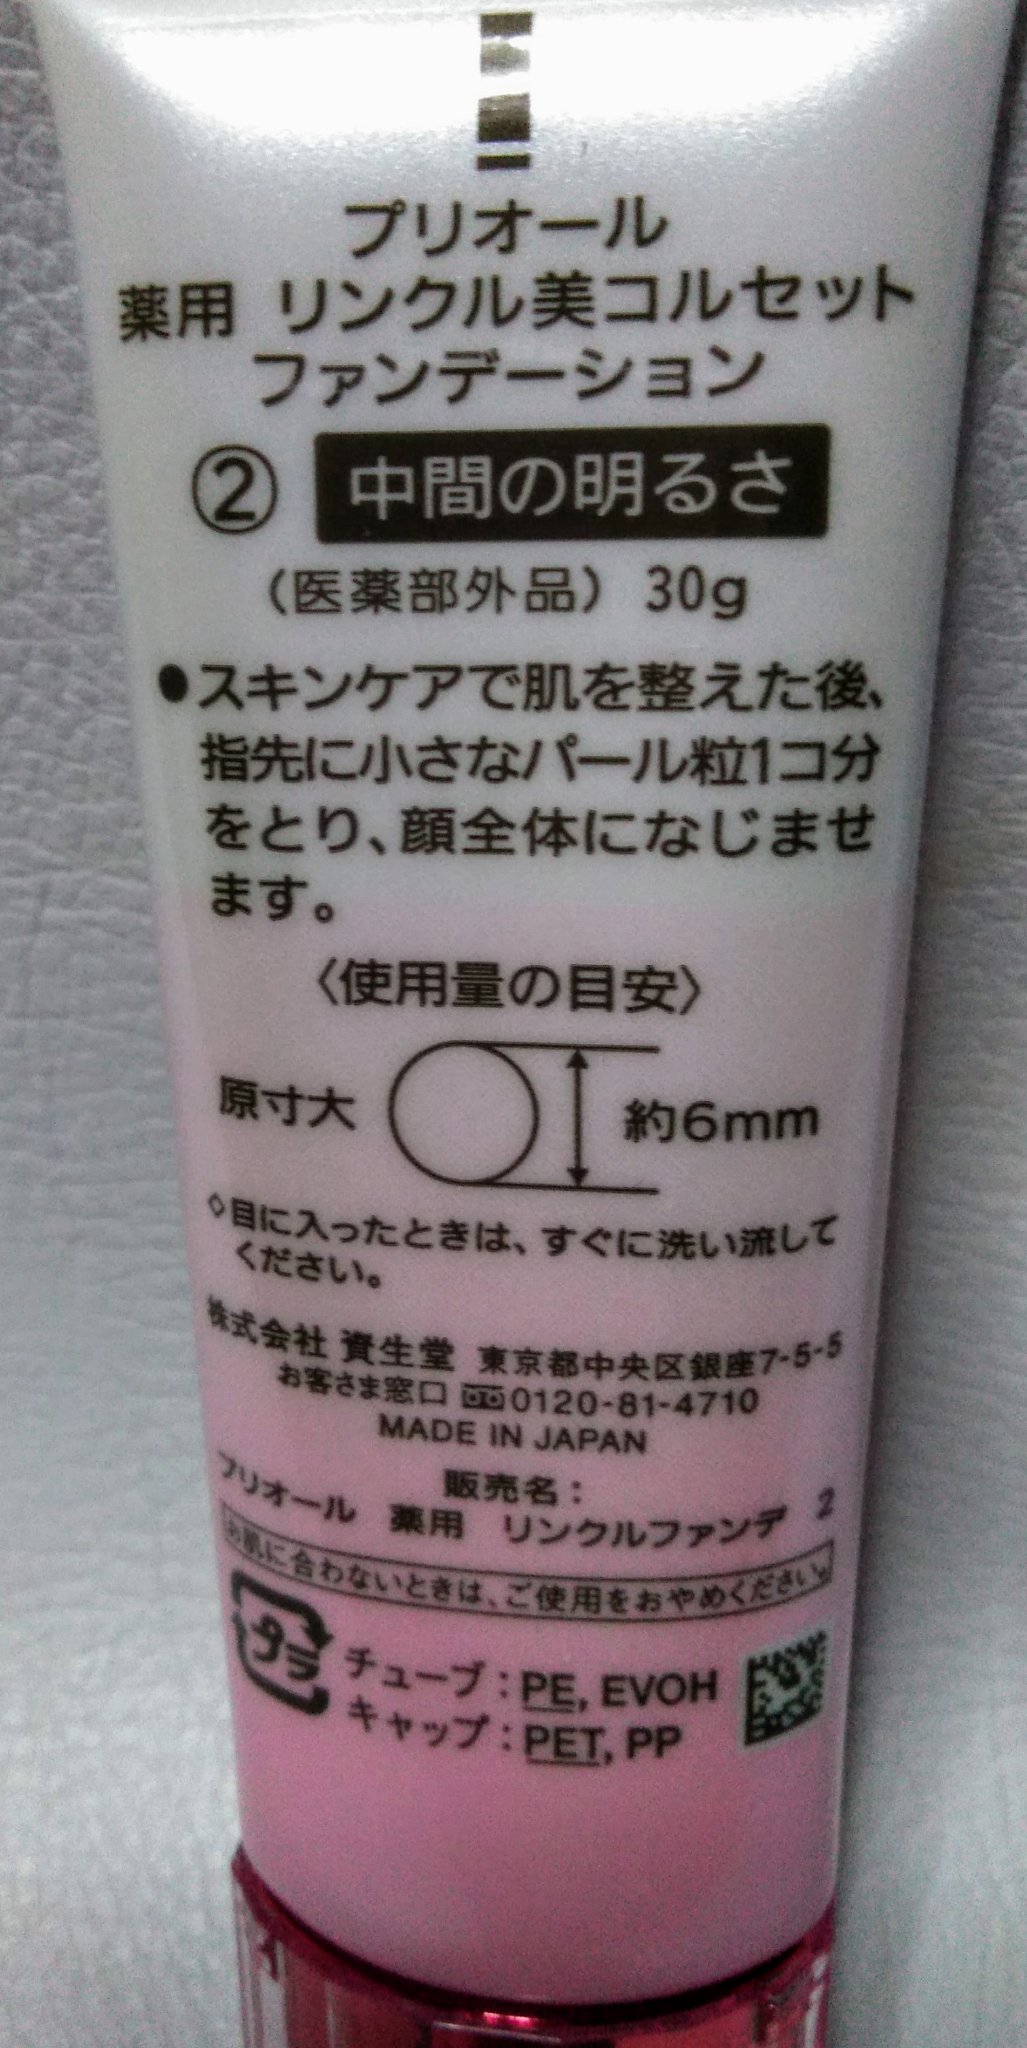 プリオール
薬用 リンクル美コルセット
ファンデーション
② 中間の明るさ
（医薬部外品） 30g
●スキンケアで肌を整えた後、
指先に小さなパール粒1コ分
をとり、顔全体になじませ
ます。
〈使用量の目安〉
原寸大 約6mm
◇目に入ったときは、すぐに洗い流して
ください。
株式会社 資生堂 東京都中央区銀座7-5-5
お客さま窓口 0120-81-4710
MADE IN JAPAN
販売名：
プリオール 薬用 リンクルファンデ 2
お肌に合わないときは、ご使用をおやめください。
プラ
チューブ：PE, EVOH
キャップ：PET, PP